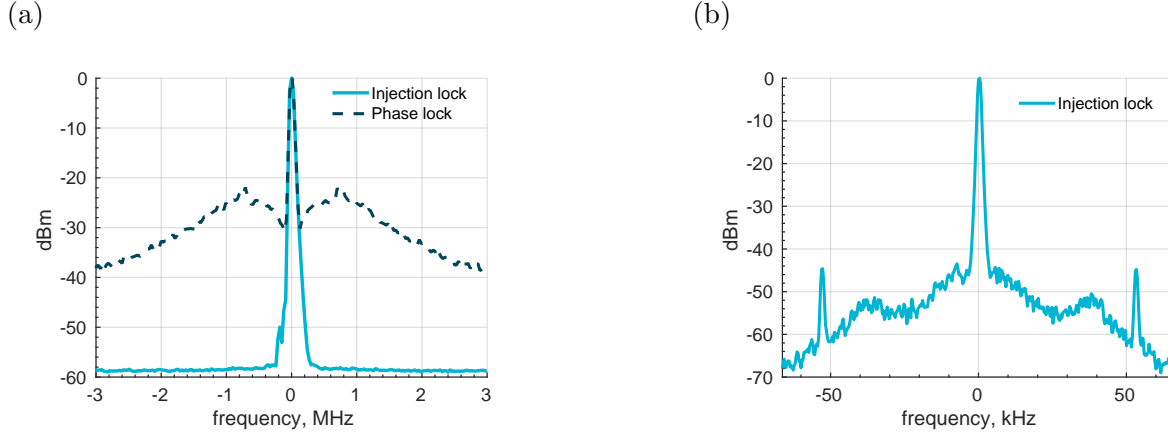 (a)
0
-10
-20
-30
-40
-50
-60
dBm
-3
-2
-1
0
1
2
3
frequency, MHz
Injection lock
Phase lock
(b)
0
-10
-20
-30
-40
-50
-60
-70
dBm
-50
0
50
frequency, kHz
Injection lock